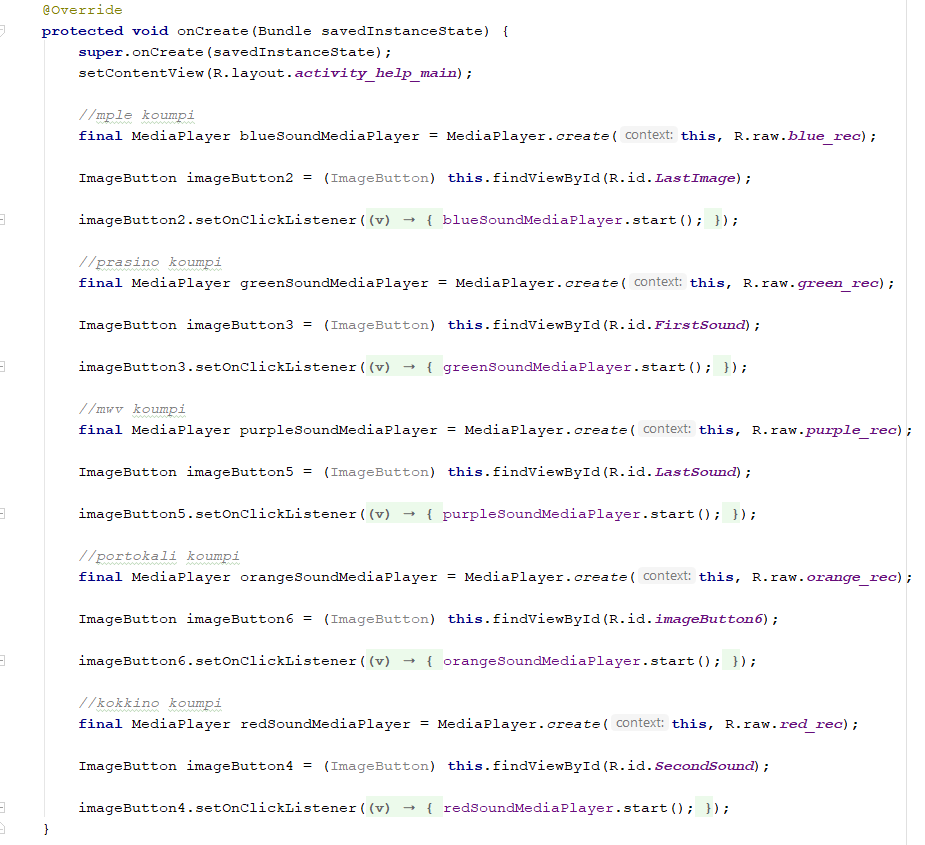 @Override
protected void onCreate(Bundle savedInstanceState) {
super.onCreate(savedInstanceState);
setContentView(R.layout.activity_help_main);
//mple koumpi
final MediaPlayer blueSoundMediaPlayer = MediaPlayer.create( context: this, R.raw.blue_rec);
ImageButton imageButton2 = (ImageButton) this.findViewById(R.id.LastImage);
imageButton2.setOnClickListener((v) → { blueSoundMediaPlayer.start(); });
//prasino koumpi
final MediaPlayer greenSoundMediaPlayer = MediaPlayer.create( context: this, R.raw.green_rec);
ImageButton imageButton3 = (ImageButton) this.findViewById(R.id.FirstSound);
imageButton3.setOnClickListener((v) → { greenSoundMediaPlayer.start(); });
//mwv koumpi
final MediaPlayer purpleSoundMediaPlayer = MediaPlayer.create( context: this, R.raw.purple_rec);
ImageButton imageButton5 = (ImageButton) this.findViewById(R.id.LastSound);
imageButton5.setOnClickListener((v) → { purpleSoundMediaPlayer.start(); });
//portokali koumpi
final MediaPlayer orangeSoundMediaPlayer = MediaPlayer.create( context: this, R.raw.orange_rec);
ImageButton imageButton6 = (ImageButton) this.findViewById(R.id.imageButton6);
imageButton6.setOnClickListener((v) → { orangeSoundMediaPlayer.start(); });
//kokkino koumpi
final MediaPlayer redSoundMediaPlayer = MediaPlayer.create( context: this, R.raw.red_rec);
ImageButton imageButton4 = (ImageButton) this.findViewById(R.id.SecondSound);
imageButton4.setOnClickListener((v) → { redSoundMediaPlayer.start(); });
}